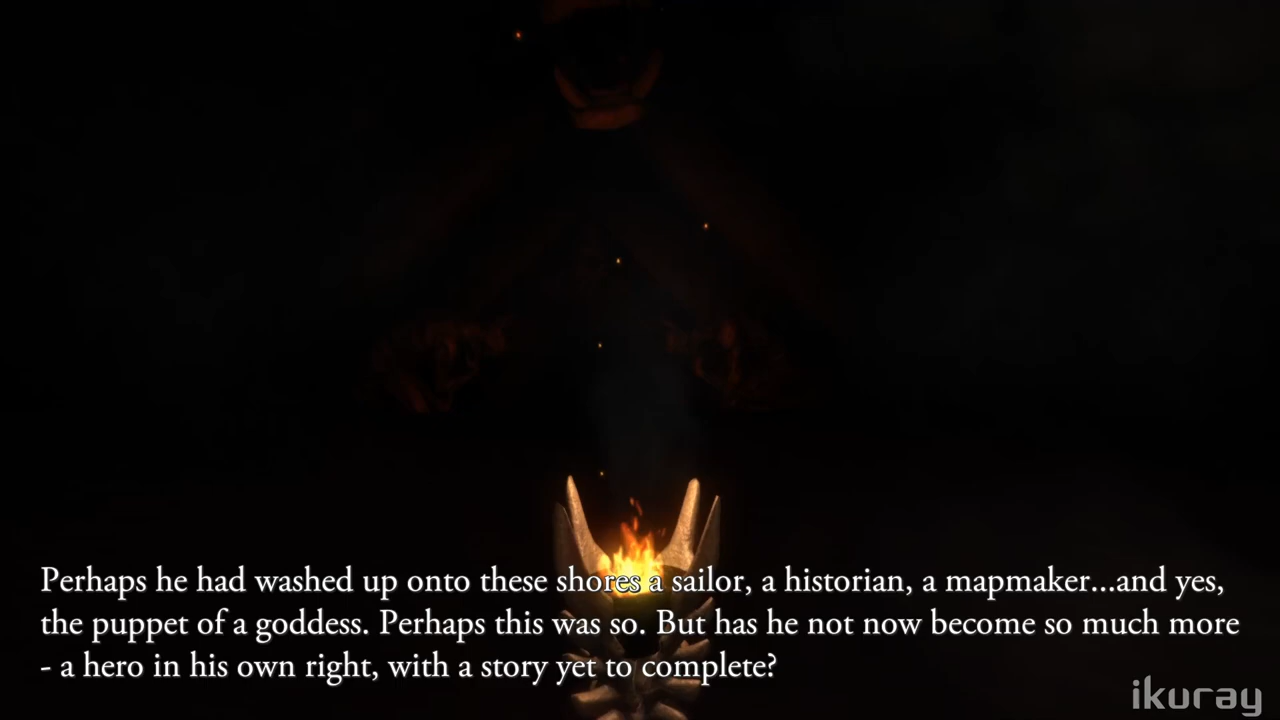 Perhaps he had washed up onto these shores a sailor, a historian, a mapmaker...and yes,
the puppet of a goddess. Perhaps this was so. But has he not now become so much more
- a hero in his own right, with a story yet to complete?
ikuray